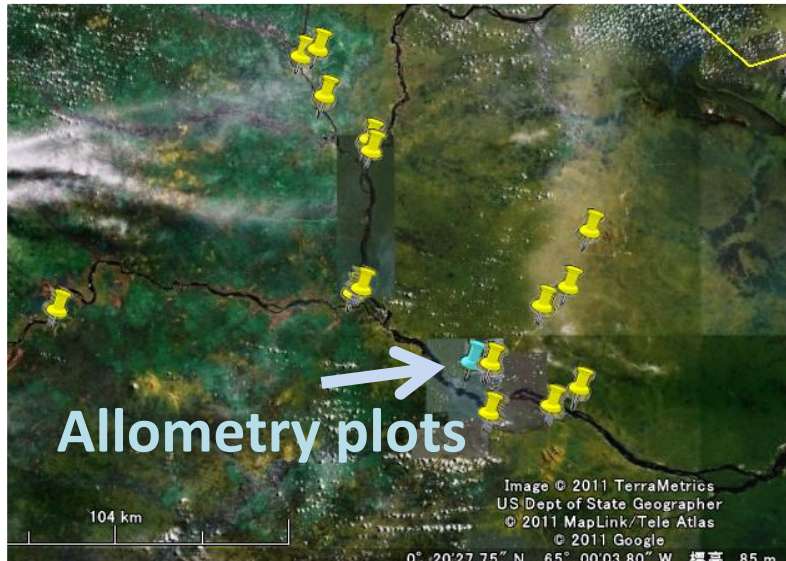 Allometry plots
104 km
Image © 2011 TerraMetrics
US Dept of State Geographer
© 2011 MapLink/Tele Atlas
© 2011 Google
0° 20'27.75" N 65° 00'03.80" W 標高 85 m